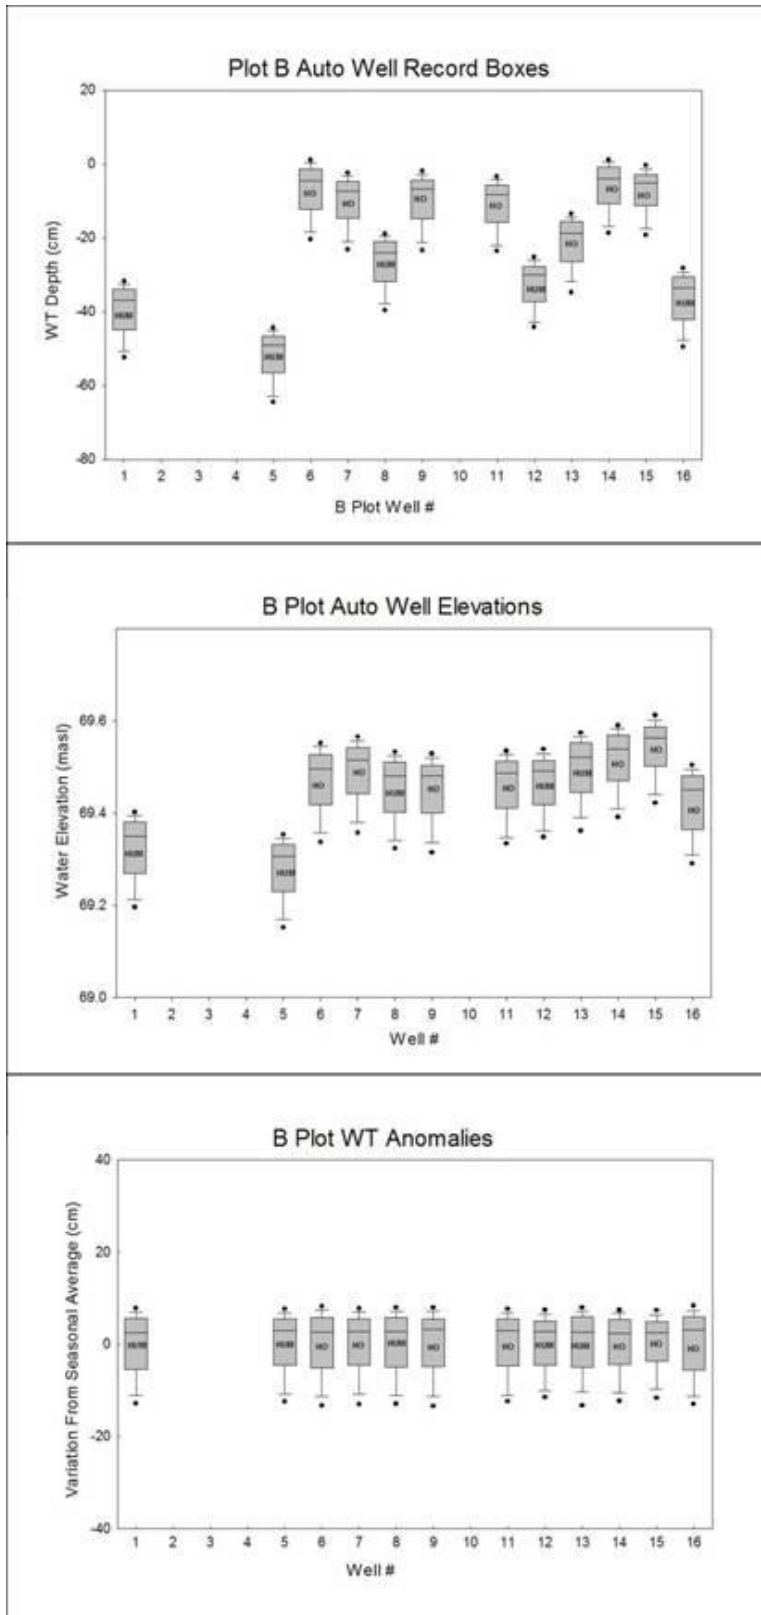 Plot B Auto Well Record Boxes
20
0
-20
-40
-60
-80
WT Depth (cm)
HUM HUM HO HO HUM HO HO HUM HO HO HO HUM
1 2 3 4 5 6 7 8 9 10 11 12 13 14 15 16
B Plot Well #
B Plot Auto Well Elevations
69.6
69.4
69.2
69.0
Water Elevation (masl)
HUM HUM HO HO HUM HO HO HUM HUM HO HO HO
1 2 3 4 5 6 7 8 9 10 11 12 13 14 15 16
Well #
B Plot WT Anomalies
40
20
0
-20
-40
Variation From Seasonal Average (cm)
HUM HUM HO HO HUM HO HO HUM HUM HO HO HO
1 2 3 4 5 6 7 8 9 10 11 12 13 14 15 16
Well #